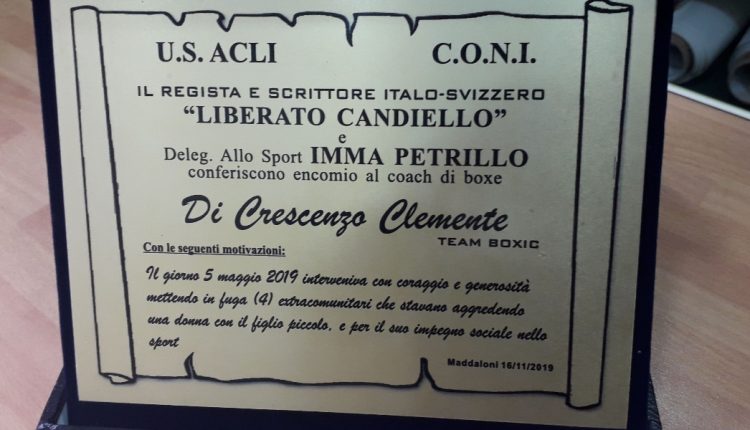 U.S. ACLI C.O.N.I.
IL REGISTA E SCRITTORE ITALO-SVIZZERO
“LIBERATO CANDIELLO”
e
Deleg. Allo Sport IMMA PETRILLO
conferiscono encomio al coach di boxe
Di Crescenzo Clemente
TEAM BOXIC
Con le seguenti motivazioni:
Il giorno 5 maggio 2019 interveniva con coraggio e generosità
mettendo in fuga (4) extracomunitari che stavano aggredendo
una donna con il figlio piccolo, e per il suo impegno sociale nello
sport
Maddaloni 16/11/2019